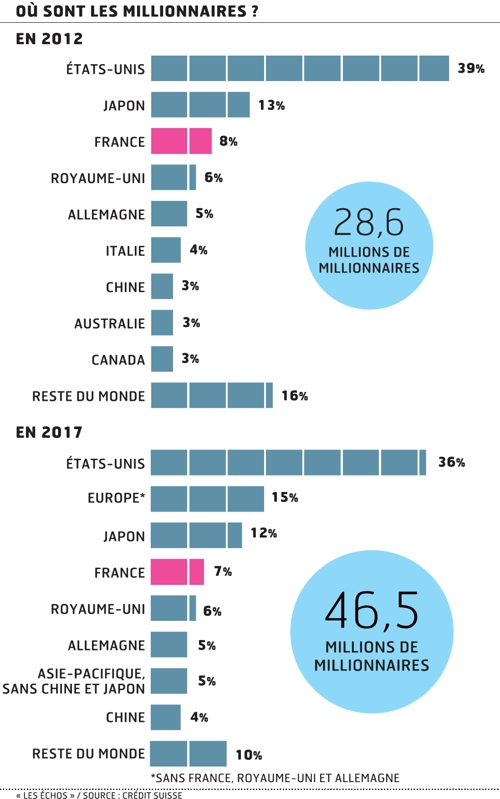 OÙ SONT LES MILLIONNAIRES ?
EN 2012
ÉTATS-UNIS 39%
JAPON 13%
FRANCE 8%
ROYAUME-UNI 6%
ALLEMAGNE 5%
ITALIE 4%
CHINE 3%
AUSTRALIE 3%
CANADA 3%
RESTE DU MONDE 16%
28,6
MILLIONS DE
MILLIONNAIRES
EN 2017
ÉTATS-UNIS 36%
EUROPE* 15%
JAPON 12%
FRANCE 7%
ROYAUME-UNI 6%
ALLEMAGNE 5%
ASIE-PACIFIQUE,
SANS CHINE ET JAPON 5%
CHINE 4%
RESTE DU MONDE 10%
46,5
MILLIONS DE
MILLIONNAIRES
*SANS FRANCE, ROYAUME-UNI ET ALLEMAGNE
« LES ÉCHOS » / SOURCE : CRÉDIT SUISSE